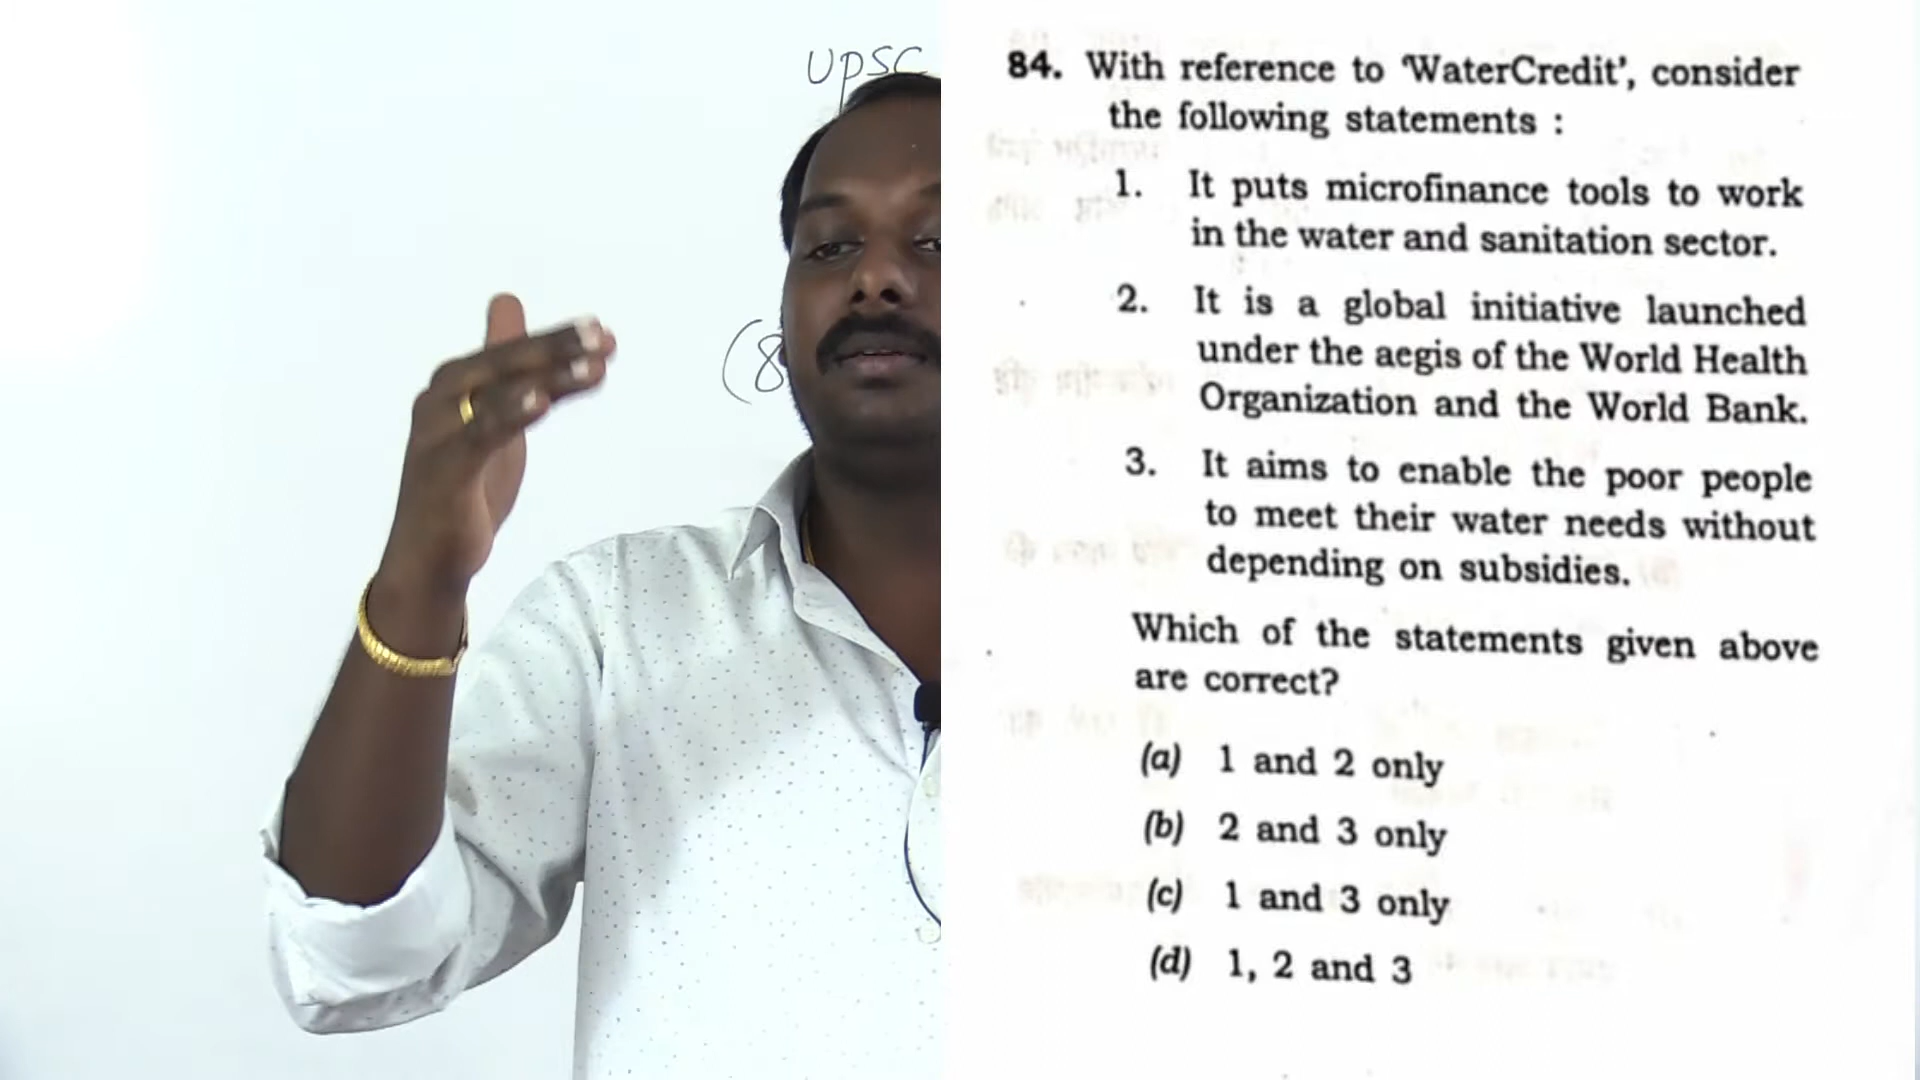 UPSC
(8
84. With reference to 'WaterCredit', consider
the following statements :
1. It puts microfinance tools to work
in the water and sanitation sector.
2. It is a global initiative launched
under the aegis of the World Health
Organization and the World Bank.
3. It aims to enable the poor people
to meet their water needs without
depending on subsidies.
Which of the statements given above
are correct?
(a) 1 and 2 only
(b) 2 and 3 only
(c) 1 and 3 only
(d) 1, 2 and 3